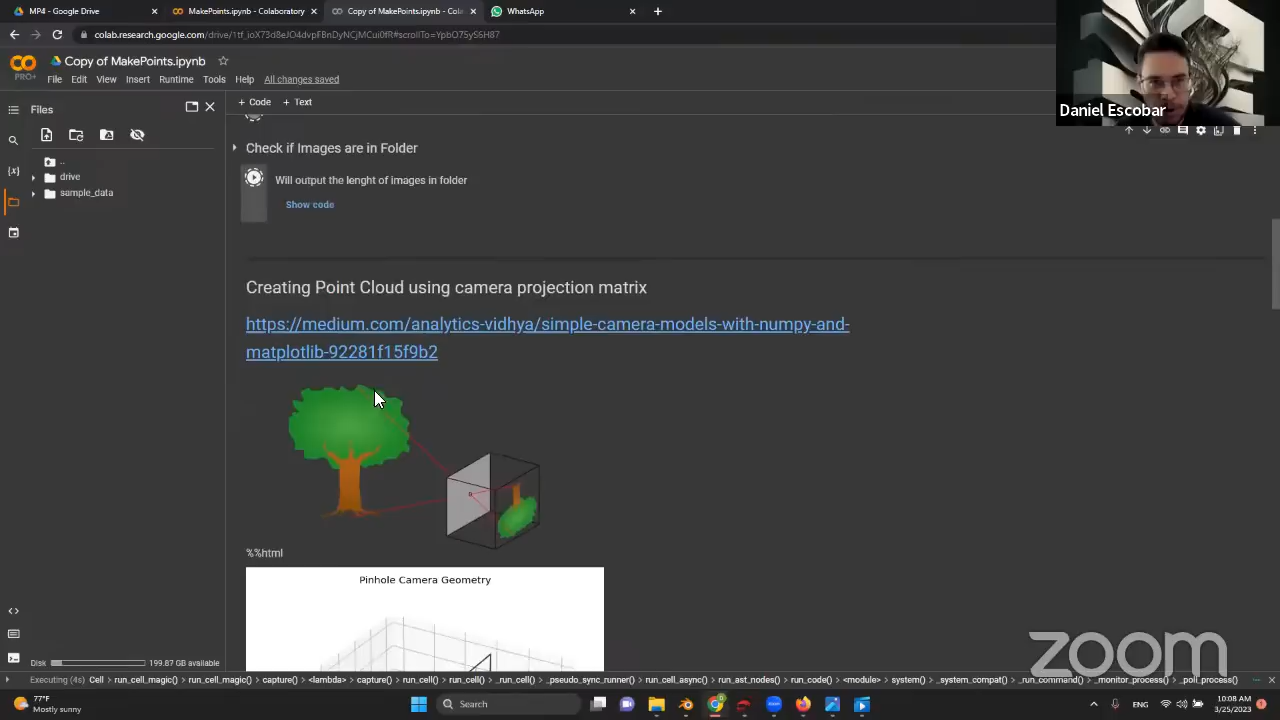 MP4 - Google Drive
MakePoints.ipynb - Colaboratory
Copy of MakePoints.ipynb - Cola
WhatsApp
colab.research.google.com/drive/1tf_ioX73d8eJO4dvpFBnDyNCjMCui0fR#scrollTo=YpbO75yS6H87
Copy of MakePoints.ipynb
PRO+
File Edit View Insert Runtime Tools Help All changes saved
Files
+ Code + Text
Daniel Escobar
..
drive
sample_data
Check if Images are in Folder
Will output the lenght of images in folder
Show code
Creating Point Cloud using camera projection matrix
https://medium.com/analytics-vidhya/simple-camera-models-with-numpy-and-
matplotlib-92281f15f9b2
%%html
Pinhole Camera Geometry
zoom
Disk 199.87 GB available
Executing (4s) Cell > run_cell_magic() > run_cell_magic() > capture() > <lambda> > capture() > run_cell() > _run_cell() > _pseudo_sync_runner() > run_cell_async() > run_ast_nodes() > run_code() > <module> > system() > _system_compat() > _run_command() > _monitor_process() > _poll_process()
77°F
Mostly sunny
Search
ENG
10:08 AM
3/25/2023